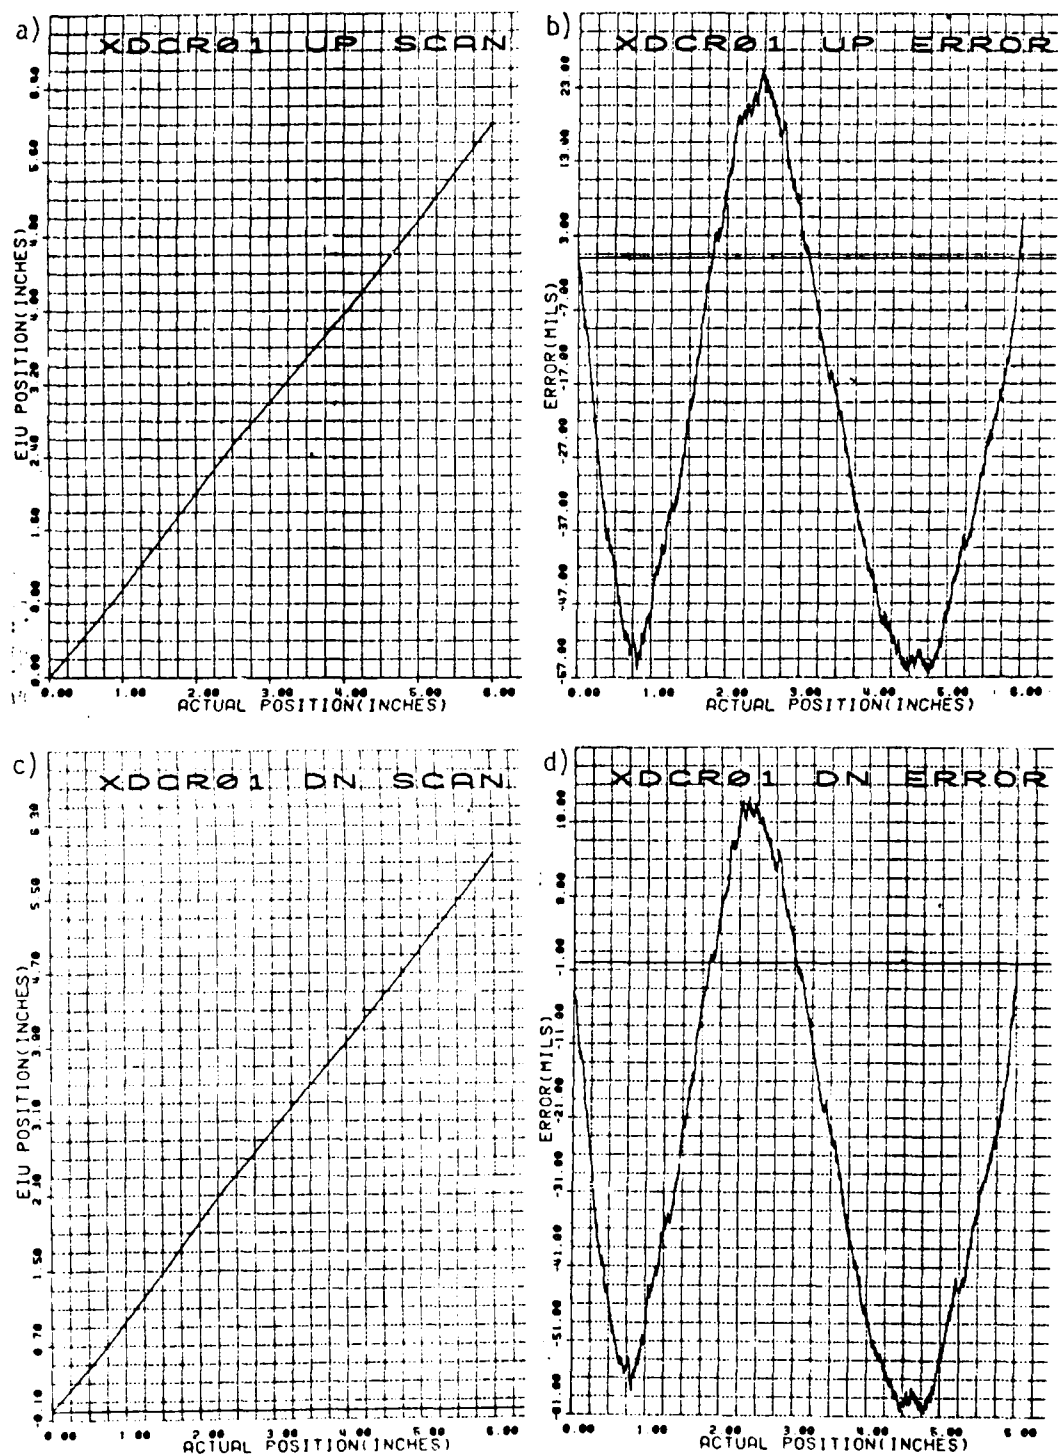 a)
XDCR01 UP SCAN
EIU POSITION(INCHES)
5.60
4.00
3.20
2.40
1.60
0.00
0.00 1.00 2.00 3.00 4.00 5.00 6.00
ACTUAL POSITION(INCHES)
b)
XDCR01 UP ERROR
ERROR(MILS)
23.00
13.00
3.00
-7.00
-17.00
-27.00
-37.00
-47.00
-57.00
0.00 1.00 2.00 3.00 4.00 5.00 6.00
ACTUAL POSITION(INCHES)
c)
XDCR01 DN SCAN
EIU POSITION(INCHES)
6.30
5.50
4.70
3.10
1.50
0.70
-0.10
0.00 1.00 2.00 3.00 4.00 5.00 6.00
ACTUAL POSITION(INCHES)
d)
XDCR01 DN ERROR
ERROR(MILS)
-1.00
-11.00
-21.00
-31.00
-41.00
-51.00
0.00 1.00 2.00 3.00 4.00 5.00 6.00
ACTUAL POSITION(INCHES)